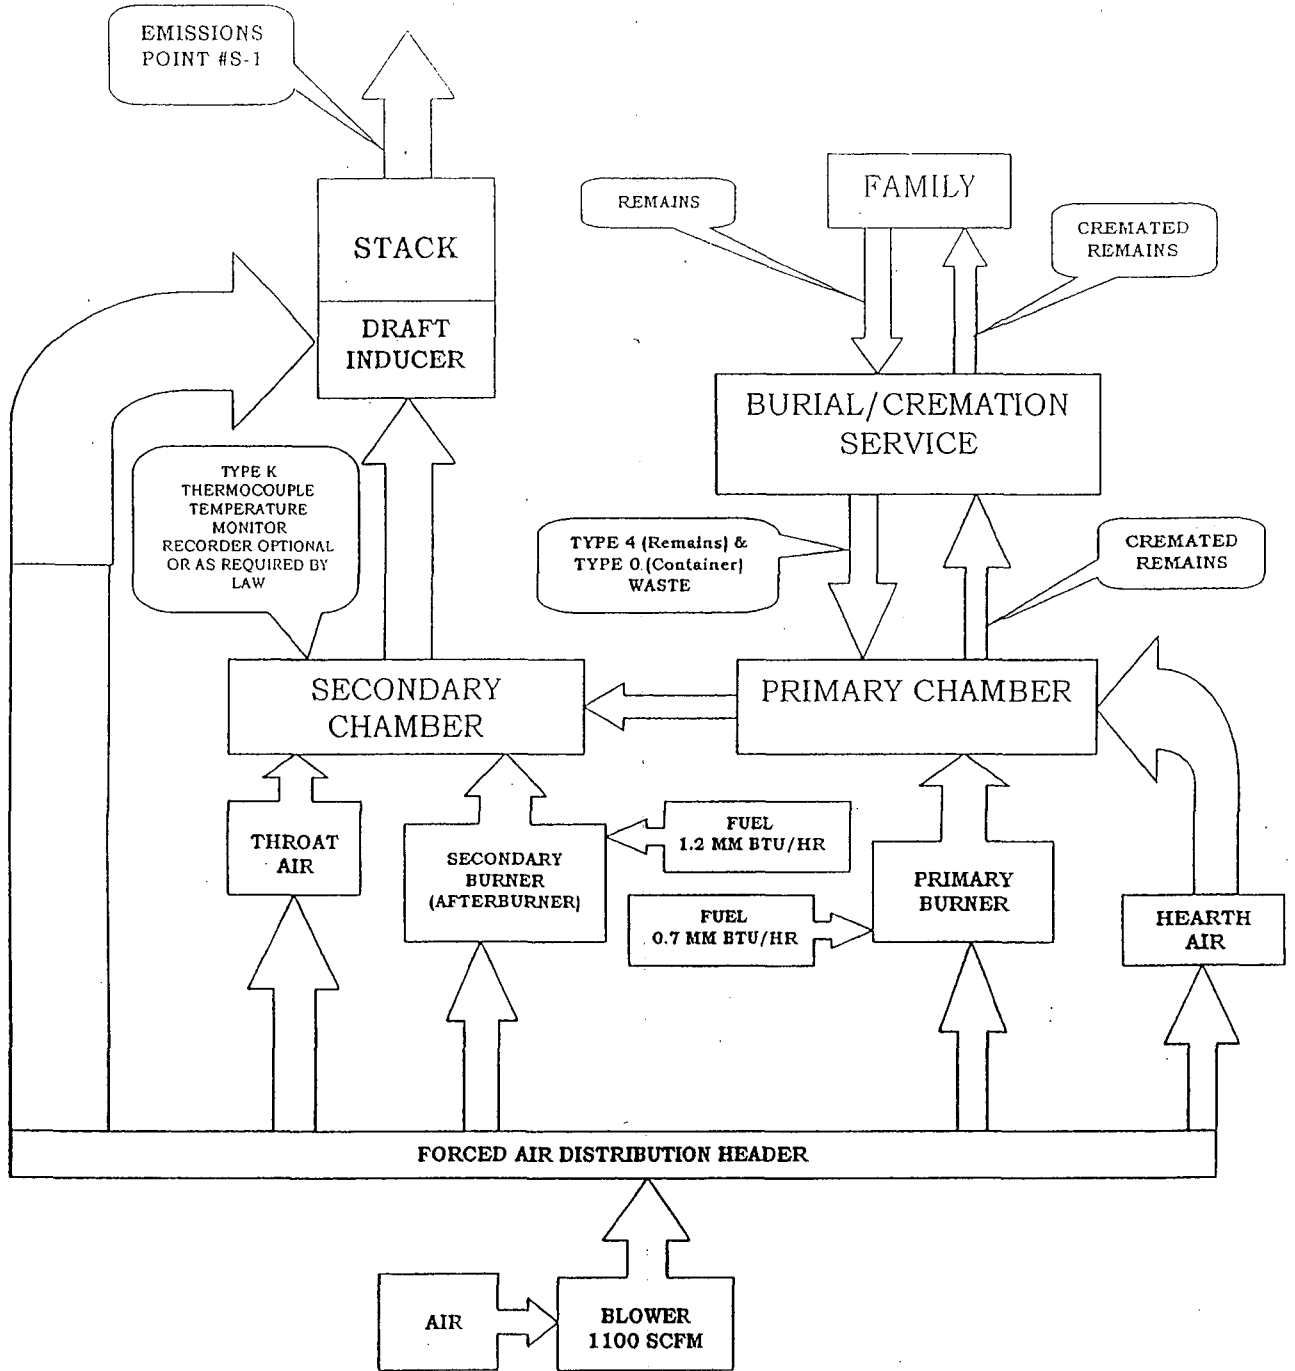 EMISSIONS
POINT #S-1
STACK
DRAFT
INDUCER
REMAINS
FAMILY
CREMATED
REMAINS
BURIAL/CREMATION
SERVICE
TYPE K
THERMOCOUPLE
TEMPERATURE
MONITOR
RECORDER OPTIONAL
OR AS REQUIRED BY
LAW
TYPE 4 (Remains) &
TYPE 0 (Container)
WASTE
CREMATED
REMAINS
SECONDARY
CHAMBER
PRIMARY CHAMBER
THROAT
AIR
SECONDARY
BURNER
(AFTERBURNER)
FUEL
1.2 MM BTU/HR
FUEL
0.7 MM BTU/HR
PRIMARY
BURNER
HEARTH
AIR
FORCED AIR DISTRIBUTION HEADER
AIR
BLOWER
1100 SCFM